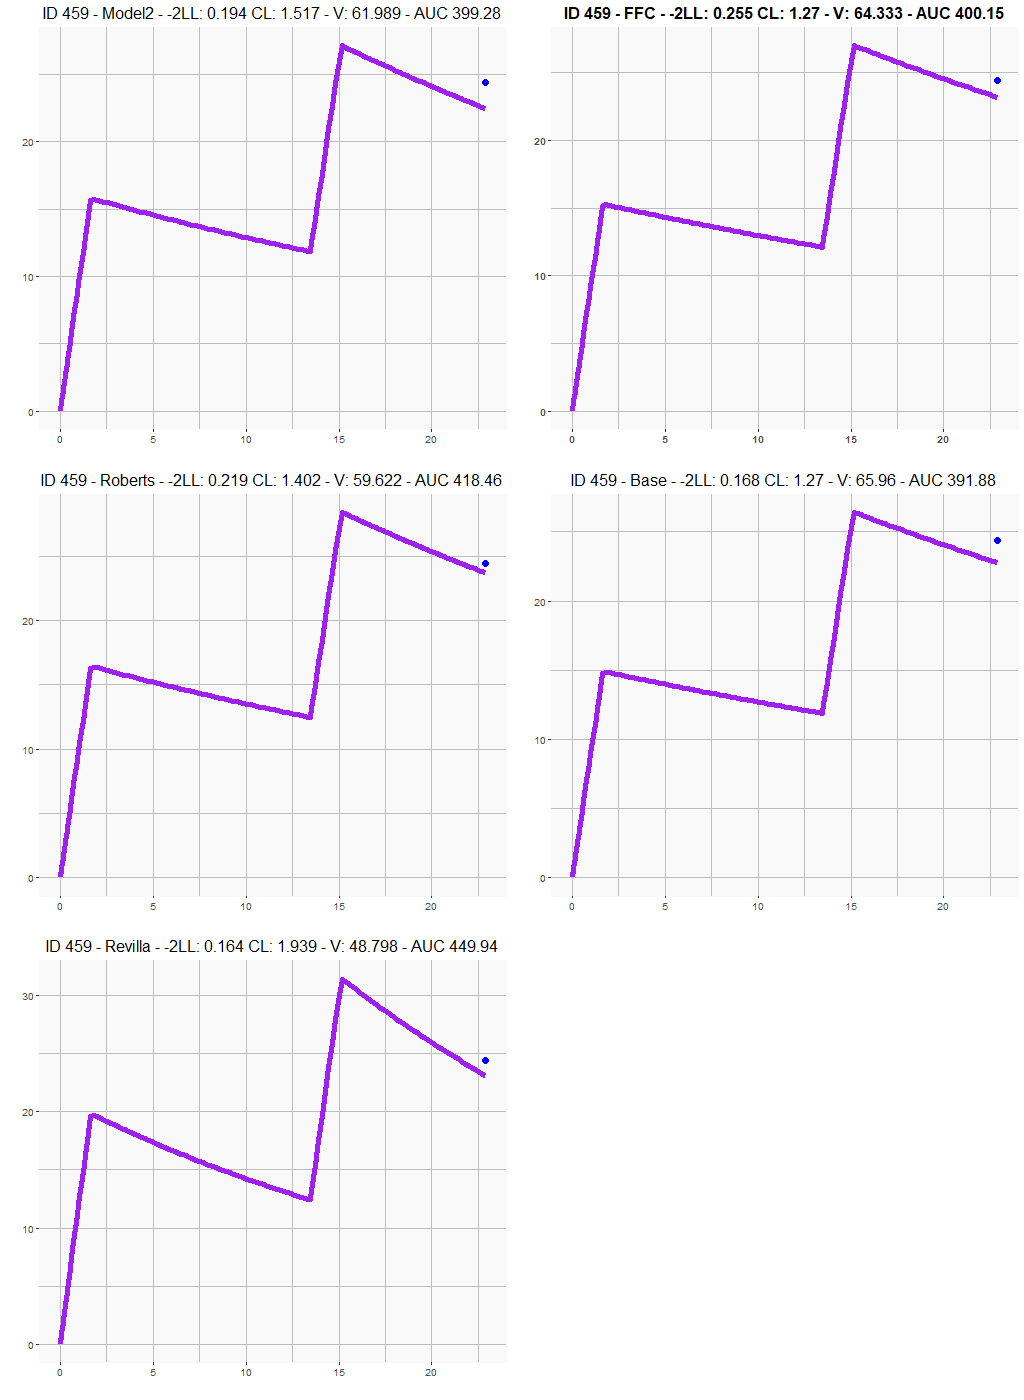 ID 459 - Model2 - -2LL: 0.194 CL: 1.517 - V: 61.989 - AUC 399.28
20
10
0
0 5 10 15 20
ID 459 - FFC - -2LL: 0.255 CL: 1.27 - V: 64.333 - AUC 400.15
20
10
0
0 5 10 15 20
ID 459 - Roberts - -2LL: 0.219 CL: 1.402 - V: 59.622 - AUC 418.46
20
10
0
0 5 10 15 20
ID 459 - Base - -2LL: 0.168 CL: 1.27 - V: 65.96 - AUC 391.88
20
10
0
0 5 10 15 20
ID 459 - Revilla - -2LL: 0.164 CL: 1.939 - V: 48.798 - AUC 449.94
30
20
10
0
0 5 10 15 20